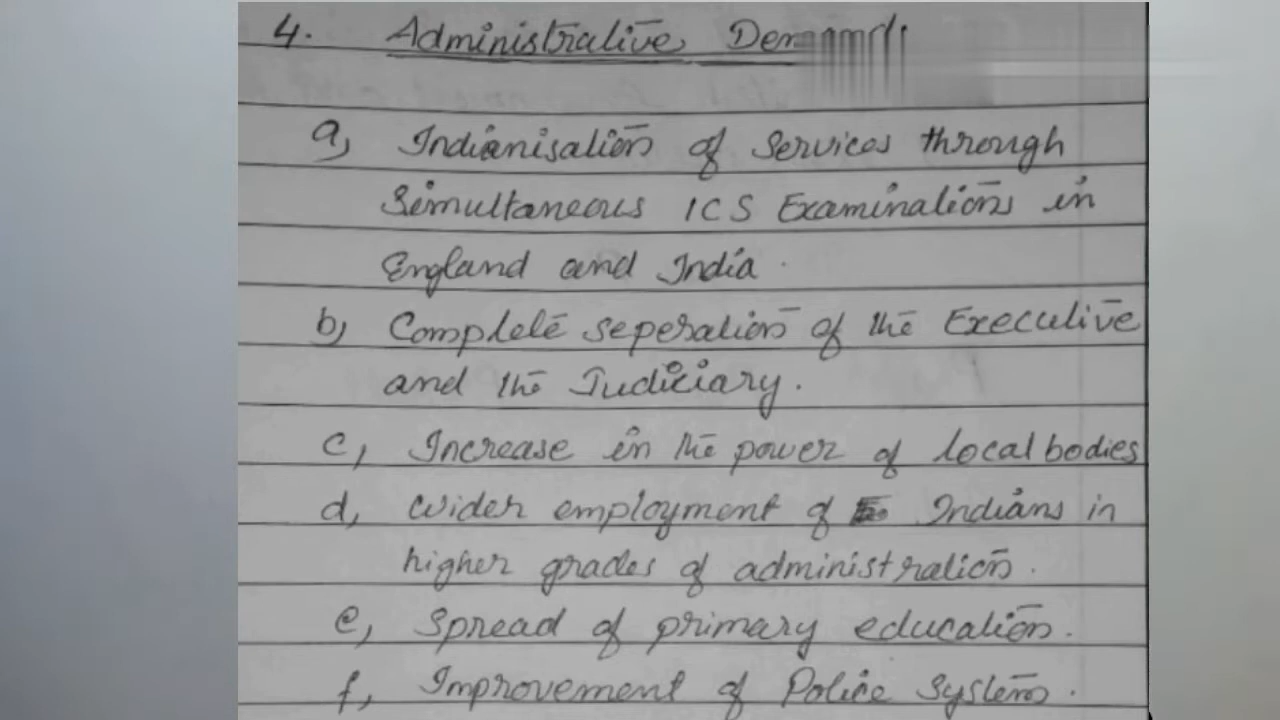 4. Administrative Demand:
a, Indianisation of Services through
Simultaneous ICS Examinations in
England and India.
b, Complete seperation of the Executive
and the Judiciary.
c, Increase in the power of local bodies
d, Wider employment of Indians in
higher grades of administration.
e, Spread of primary education.
f, Improvement of Police Systems.